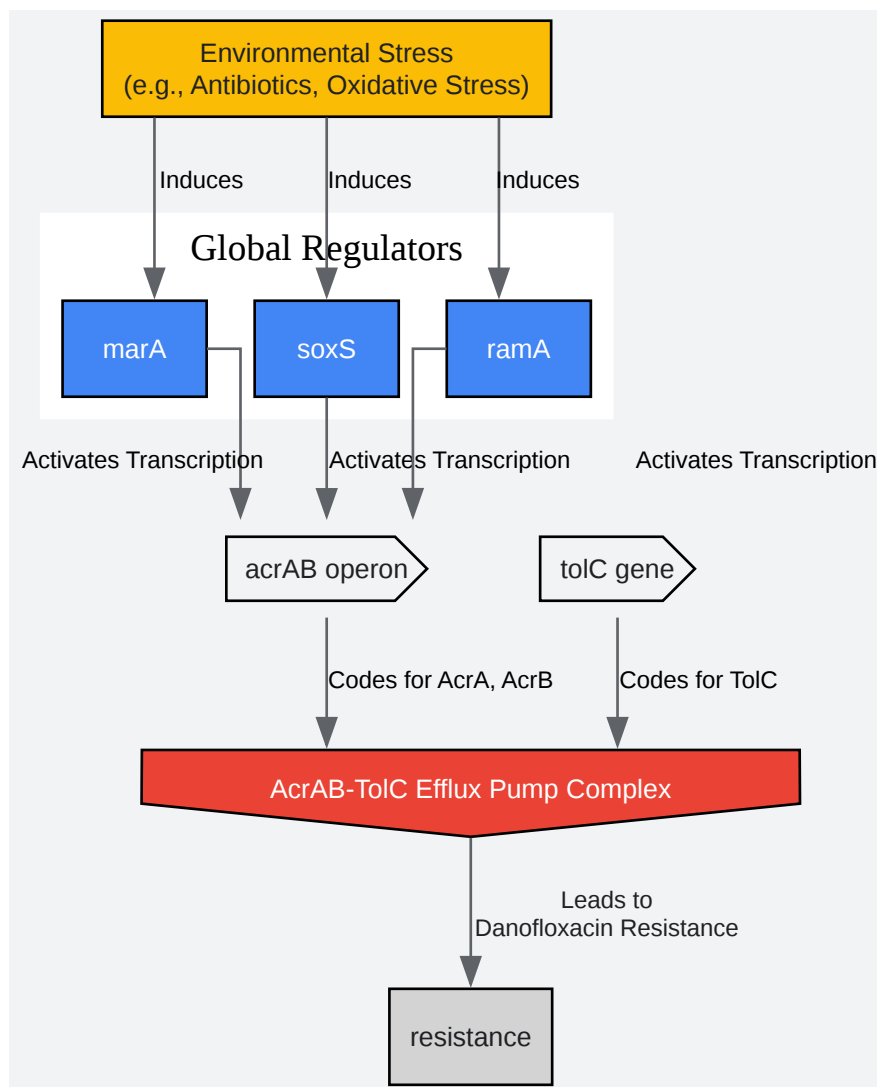 Environmental Stress
(e.g., Antibiotics, Oxidative Stress)
Induces
Induces
Induces
Global Regulators
marA
soxS
ramA
Activates Transcription
Activates Transcription
Activates Transcription
acrAB operon
tolC gene
Codes for AcrA, AcrB
Codes for TolC
AcrAB-TolC Efflux Pump Complex
Leads to
Danofloxacin Resistance
resistance